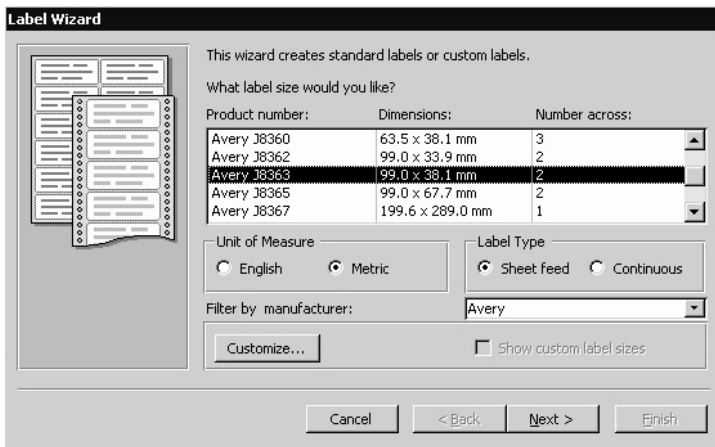 Label Wizard
This wizard creates standard labels or custom labels.
What label size would you like?
Product number: Dimensions: Number across:
Avery J8360 63.5 x 38.1 mm 3
Avery J8362 99.0 x 33.9 mm 2
Avery J8363 99.0 x 38.1 mm 2
Avery J8365 99.0 x 67.7 mm 2
Avery J8367 199.6 x 289.0 mm 1
Unit of Measure Label Type
English Metric Sheet feed Continuous
Filter by manufacturer: Avery
Customize... Show custom label sizes
Cancel < Back Next > Finish